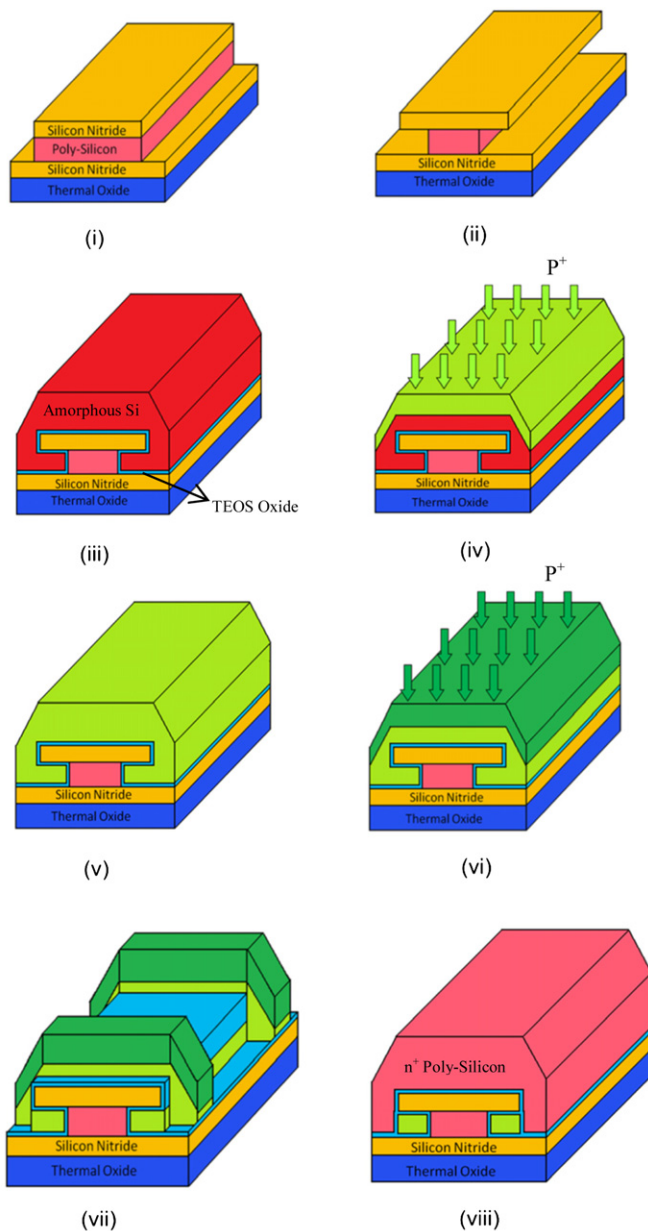 Silicon Nitride
Poly-Silicon
Silicon Nitride
Thermal Oxide
(i)
Silicon Nitride
Thermal Oxide
(ii)
Amorphous Si
Silicon Nitride
Thermal Oxide
TEOS Oxide
(iii)
P+
Silicon Nitride
Thermal Oxide
(iv)
Silicon Nitride
Thermal Oxide
(v)
P+
Silicon Nitride
Thermal Oxide
(vi)
Silicon Nitride
Thermal Oxide
(vii)
n+ Poly-Silicon
Silicon Nitride
Thermal Oxide
(viii)